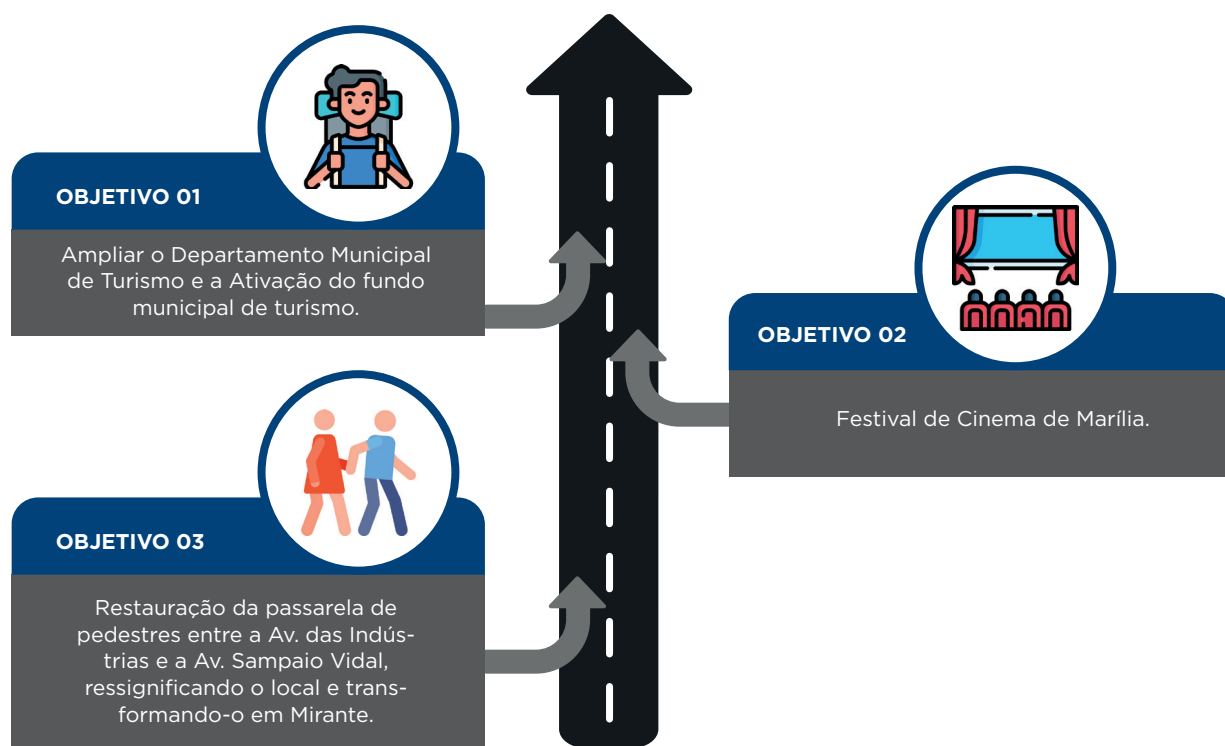 OBJETIVO 01
Ampliar o Departamento Municipal
de Turismo e a Ativação do fundo
municipal de turismo.
OBJETIVO 02
Festival de Cinema de Marília.
OBJETIVO 03
Restauração da passarela de
pedestres entre a Av. das Indús-
trias e a Av. Sampaio Vidal,
ressignificando o local e trans-
formando-o em Mirante.